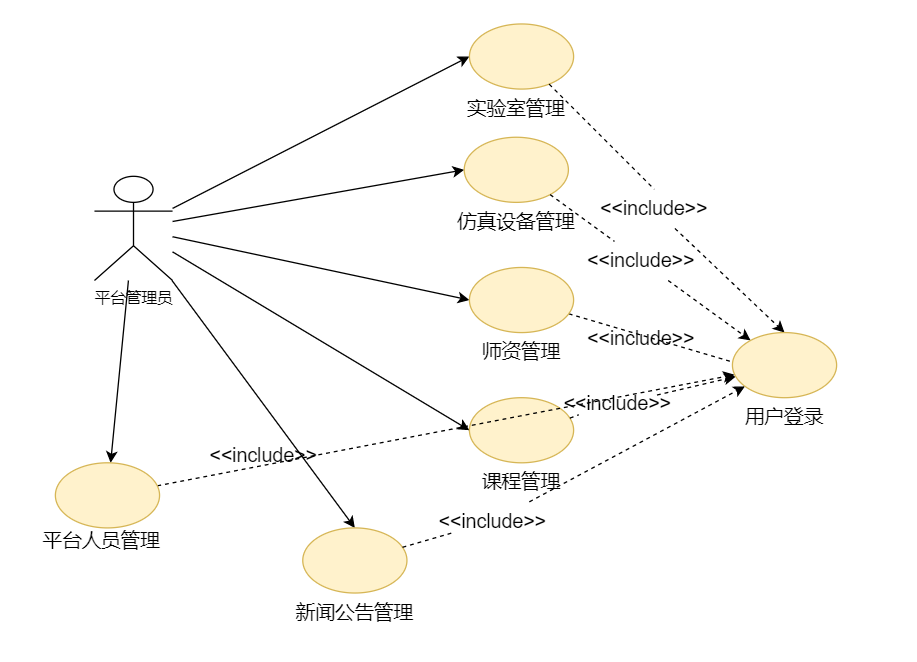 实验室管理
<<include>>
仿真设备管理
<<include>>
平台管理员
师资管理
<<include>>
用户登录
<<include>>
课程管理
<<include>>
平台人员管理
<<include>>
新闻公告管理